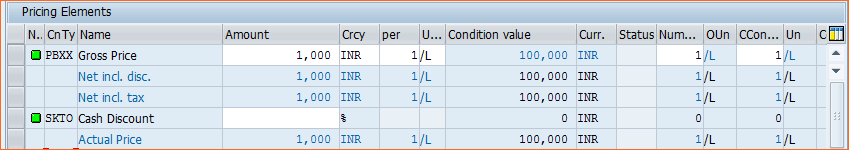 Pricing Elements
N.. CnTy Name Amount Crcy per U... Condition value Curr. Status Num... OUn CCon... Un C
PBXX Gross Price 1,000 INR 1 /L 100,000 INR 1 /L 1 /L
Net incl. disc. 1,000 INR 1 /L 100,000 INR 1 /L 1 /L
Net incl. tax 1,000 INR 1 /L 100,000 INR 1 /L 1 /L
SKTO Cash Discount % 0 INR 0 0
Actual Price 1,000 INR 1 /L 100,000 INR 1 /L 1 /L